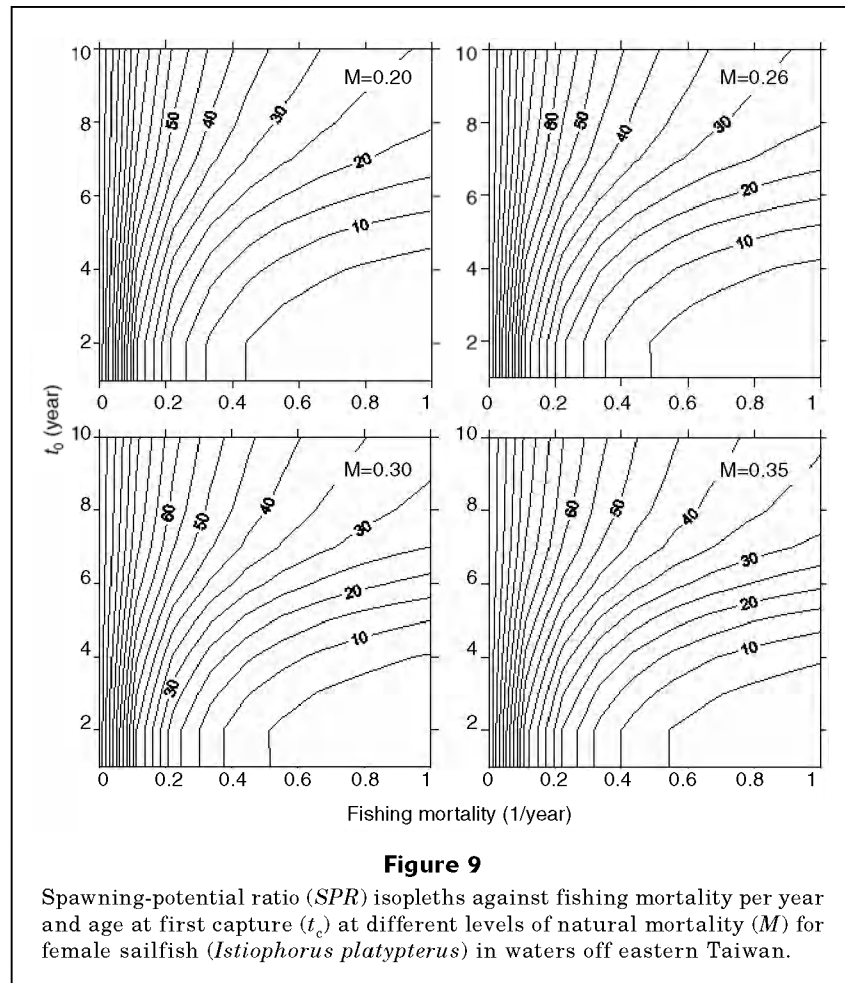 10
8
6
4
2
0 0.2 0.4 0.6 0.8 1
M=0.20
50 40 30
20
10
10
8
6
4
2
0 0.2 0.4 0.6 0.8 1
M=0.26
60 50 40 30
20
10
t0 (year)
10
8
6
4
2
0 0.2 0.4 0.6 0.8 1
M=0.30
60 50 40
30
20
10
30
10
8
6
4
2
0 0.2 0.4 0.6 0.8 1
M=0.35
60 50 40
30
20
10
Fishing mortality (1/year)
Figure 9
Spawning-potential ratio (SPR) isopleths against fishing mortality per year
and age at first capture (tc) at different levels of natural mortality (M) for
female sailfish (Istiophorus platypterus) in waters off eastern Taiwan.